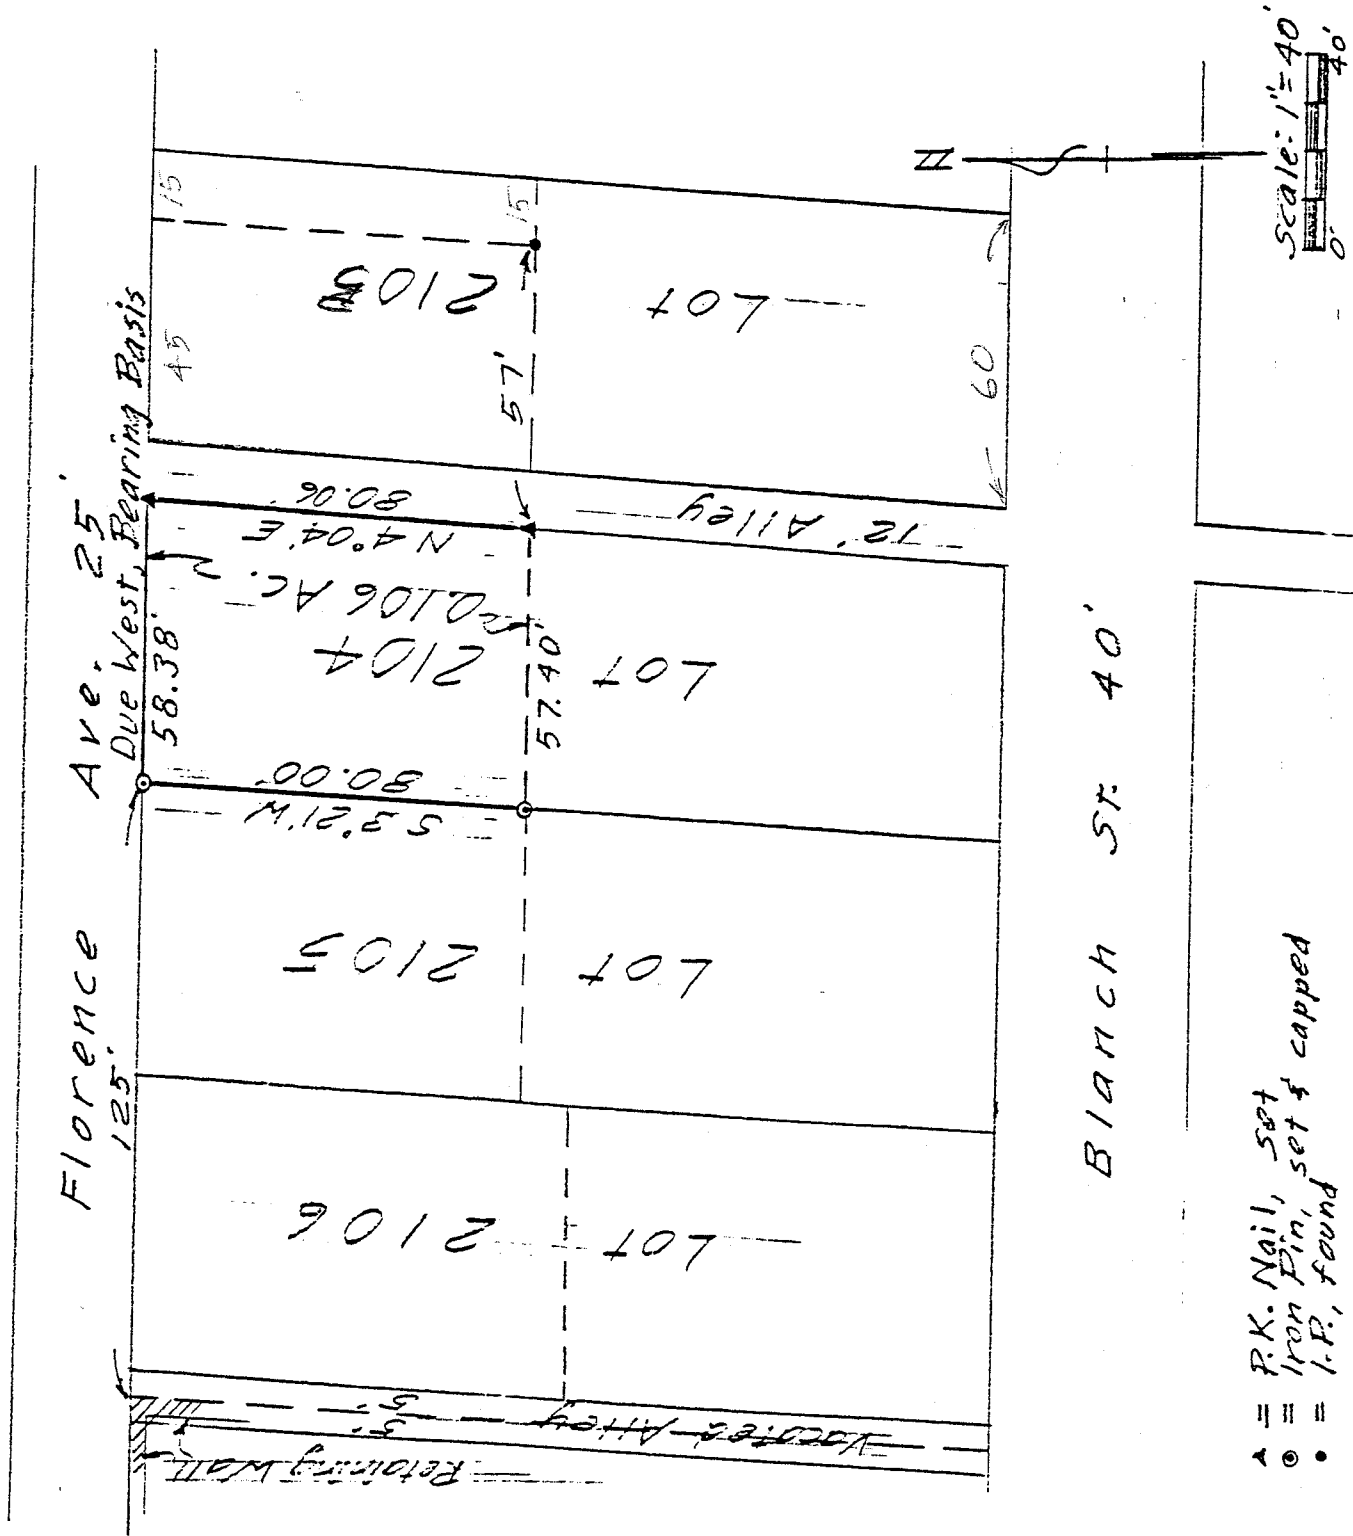 Florence Ave. 25'
125'
Due West, Bearing Basis
58.38'
15
45
N 4°04' E
80.06'
S 3°21' W
80.00'
0.106 Ac.
57.40'
57'
15
LOT 2103
LOT 2104
LOT 2105
LOT 2106
12' Alley
60
Vacated Alley
5'
5'
Retaining Wall
Blanch St. 40'
N
Scale: 1"=40'
0' 40'
= P.K. Nail, set
= Iron Pin, set & capped
= I.P., found